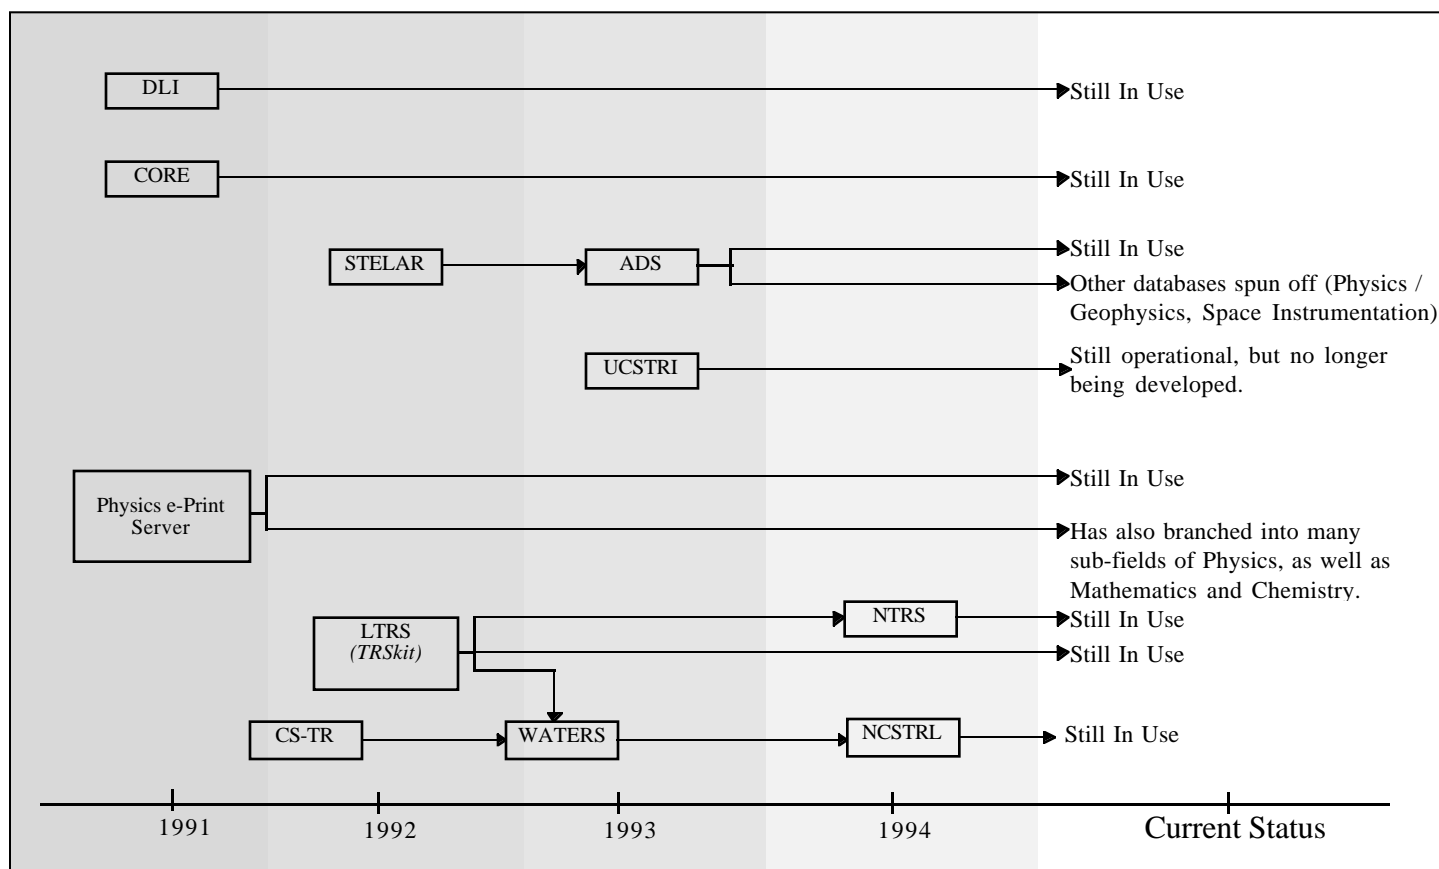 DLI
Still In Use
CORE
Still In Use
STELAR
ADS
Still In Use
Other databases spun off (Physics /
Geophysics, Space Instrumentation)
UCSTRI
Still operational, but no longer
being developed.
Physics e-Print
Server
Still In Use
Has also branched into many
sub-fields of Physics, as well as
Mathematics and Chemistry.
LTRS
(TRSkit)
NTRS
Still In Use
Still In Use
CS-TR
WATERS
NCSTRL
Still In Use
1991
1992
1993
1994
Current Status